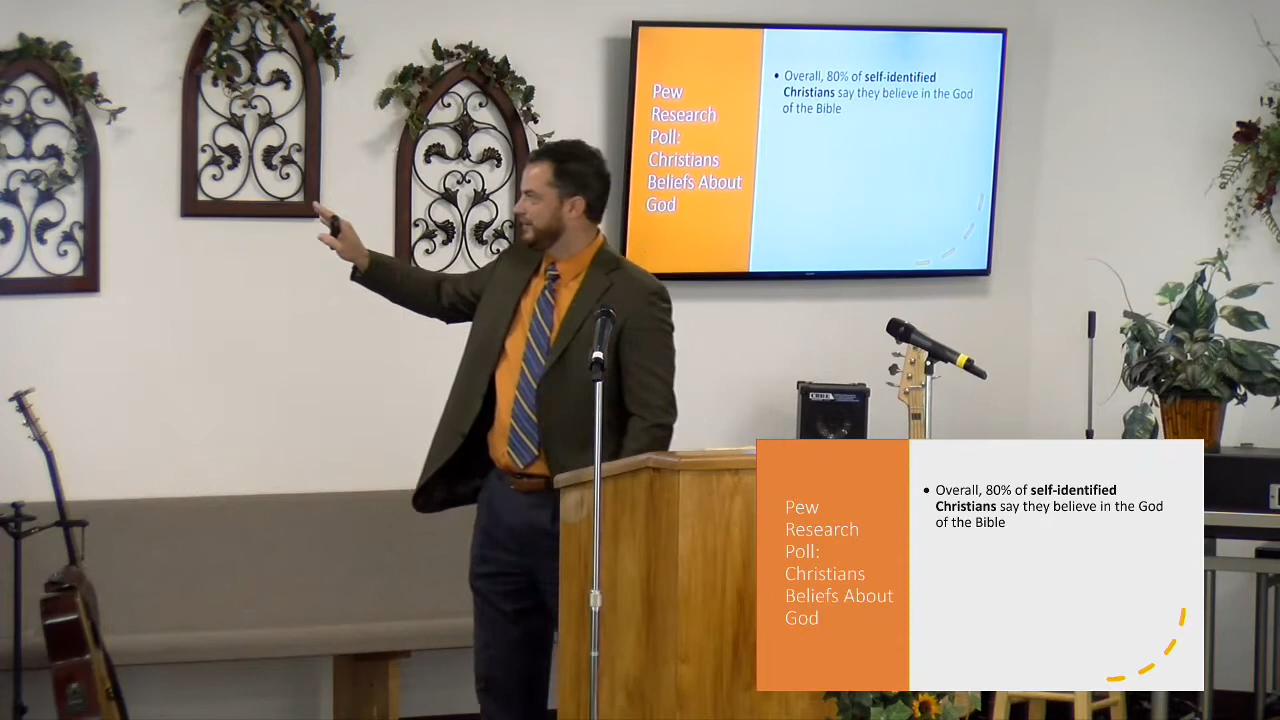 Pew
Research
Poll:
Christians
Beliefs About
God
• Overall, 80% of self-identified
Christians say they believe in the God
of the Bible
Pew
Research
Poll:
Christians
Beliefs About
God
• Overall, 80% of self-identified
Christians say they believe in the God
of the Bible